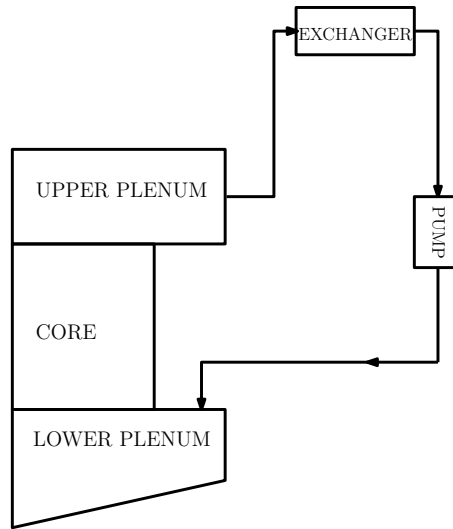 EXCHANGER
UPPER PLENUM
PUMP
CORE
LOWER PLENUM